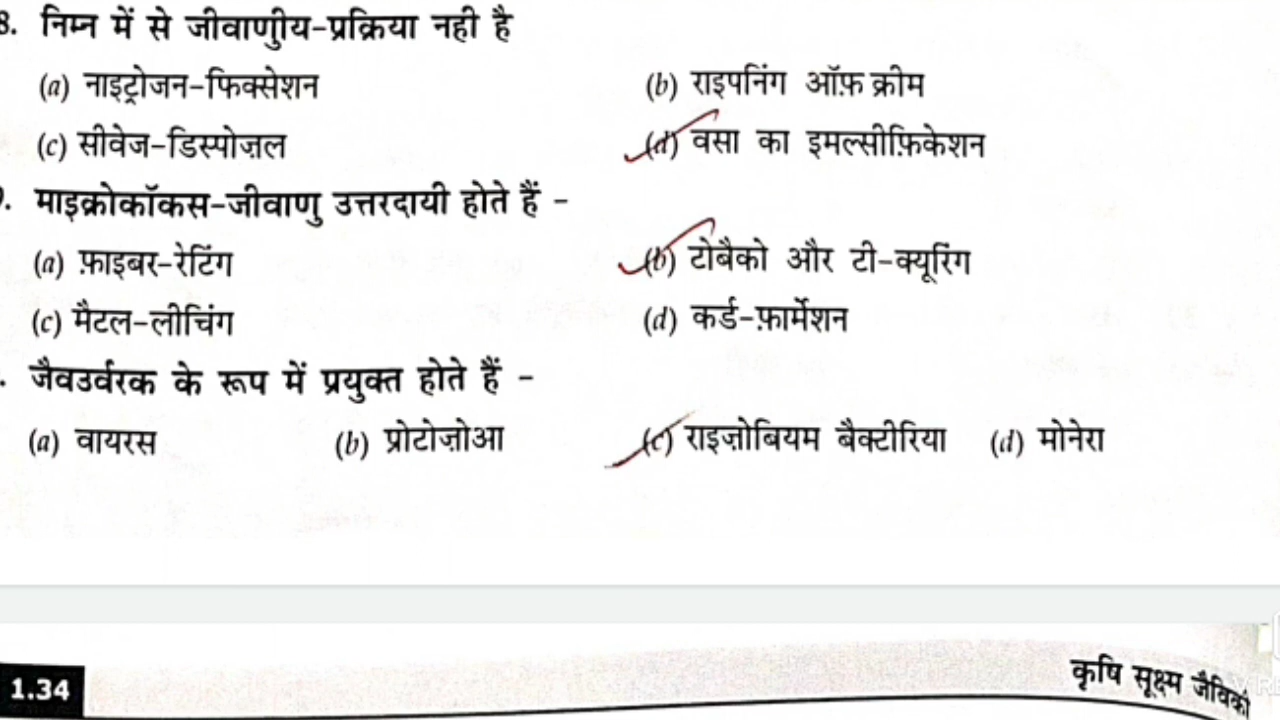 8. निम्न में से जीवाणुीय-प्रक्रिया नही है
(a) नाइट्रोजन-फिक्सेशन (b) राइपनिंग ऑफ़ क्रीम
(c) सीवेज-डिस्पोज़ल (d) वसा का इमल्सीफ़िकेशन
9. माइक्रोकॉकस-जीवाणु उत्तरदायी होते हैं -
(a) फ़ाइबर-रेटिंग (b) टोबैको और टी-क्यूरिंग
(c) मैटल-लीचिंग (d) कर्ड-फ़ार्मेशन
. जैवउर्वरक के रूप में प्रयुक्त होते हैं -
(a) वायरस (b) प्रोटोज़ोआ (c) राइज़ोबियम बैक्टीरिया (d) मोनेरा
1.34 कृषि सूक्ष्म जैविकी